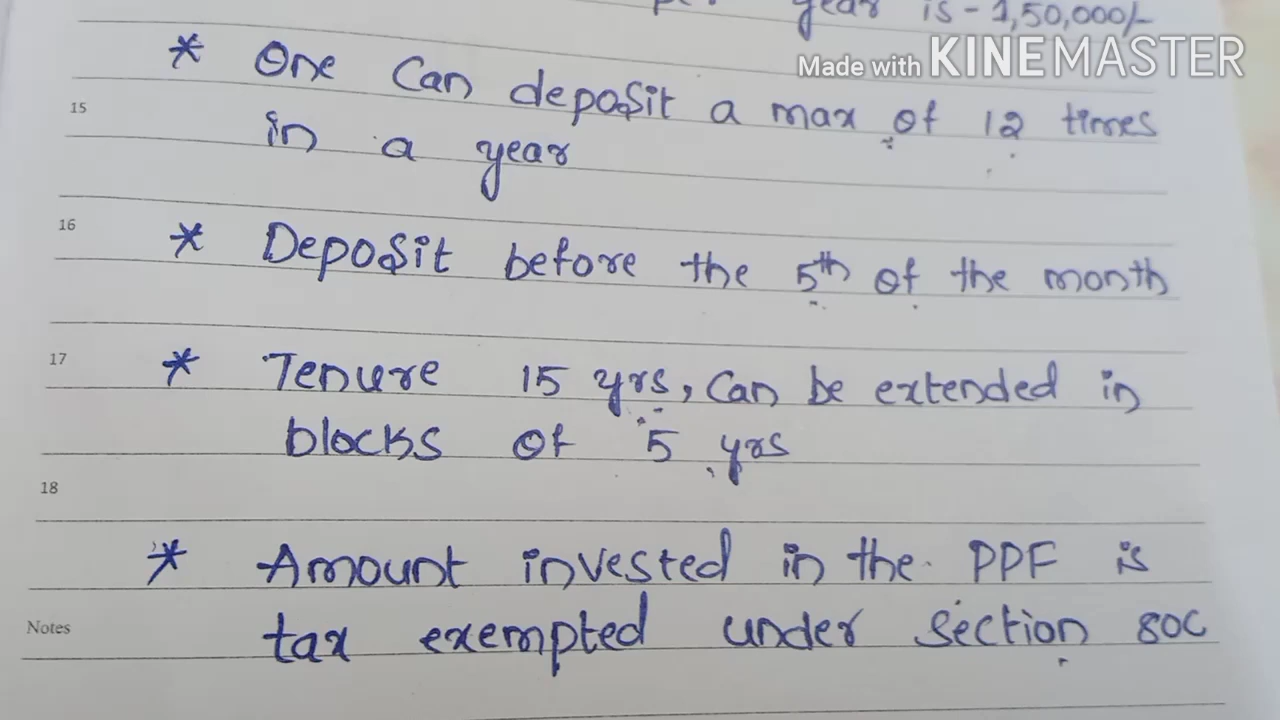 year is - 1,50,000/-
Made with KINEMASTER
* One Can deposit a max of 12 times
15
in a year
16
* Deposit before the 5th of the month
17
* Tenure 15 yrs, Can be extended in
blocks of 5 yrs
18
* Amount invested in the PPF is
Notes
tax exempted under section 80C